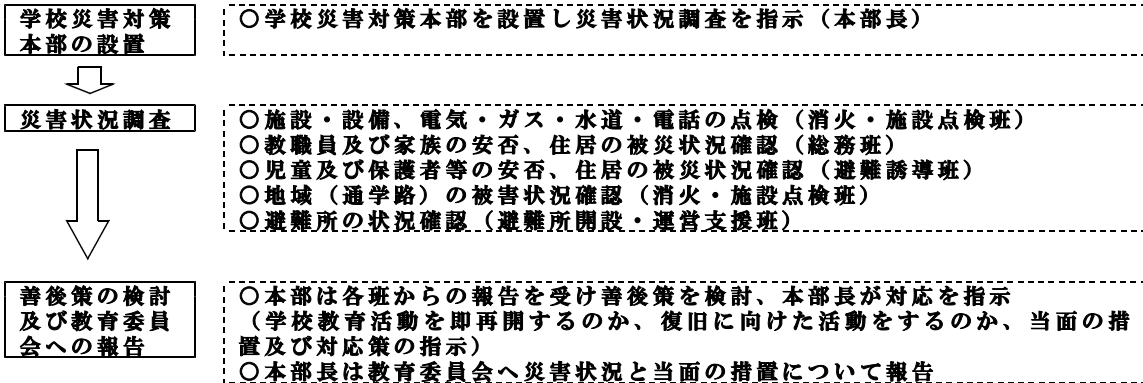 学校災害対策
本部の設置
〇学校災害対策本部を設置し災害状況調査を指示（本部長）
災害状況調査
〇施設・設備、電気・ガス・水道・電話の点検（消火・施設点検班）
〇教職員及び家族の安否、住居の被災状況確認（総務班）
〇児童及び保護者等の安否、住居の被災状況確認（避難誘導班）
〇地域（通学路）の被害状況確認（消火・施設点検班）
〇避難所の状況確認（避難所開設・運営支援班）
善後策の検討
及び教育委員
会への報告
〇本部は各班からの報告を受け善後策を検討、本部長が対応を指示
（学校教育活動を即再開するのか、復旧に向けた活動をするのか、当面の措
置及び対応策の指示）
〇本部長は教育委員会へ災害状況と当面の措置について報告